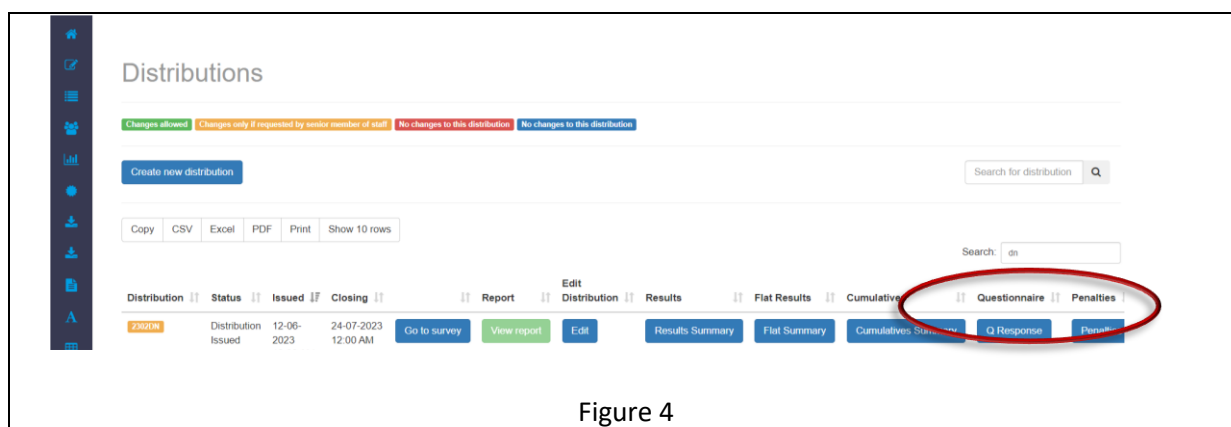 Distributions
Changes allowed Changes only if requested by senior member of staff No changes to this distribution No changes to this distribution
Create new distribution
Search for distribution
Copy CSV Excel PDF Print Show 10 rows
Search: dn
Distribution Status Issued Closing Report Edit Distribution Results Flat Results Cumulative Questionnaire Penalties
2302DN Distribution Issued 12-06-2023 24-07-2023 12:00 AM Go to survey View report Edit Results Summary Flat Summary Cumulatives Summary Q Response
Figure 4